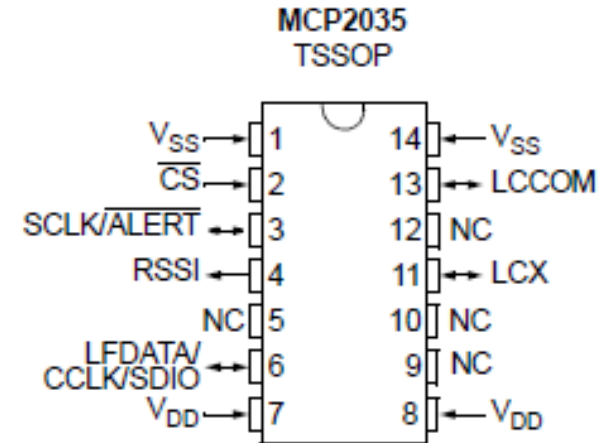 MCP2035
TSSOP
VSS 1 14 VSS
CS 2 13 LCCOM
SCLK/ALERT 3 12 NC
RSSI 4 11 LCX
NC 5 10 NC
LFDATA/
CCLK/SDIO 6 9 NC
VDD 7 8 VDD